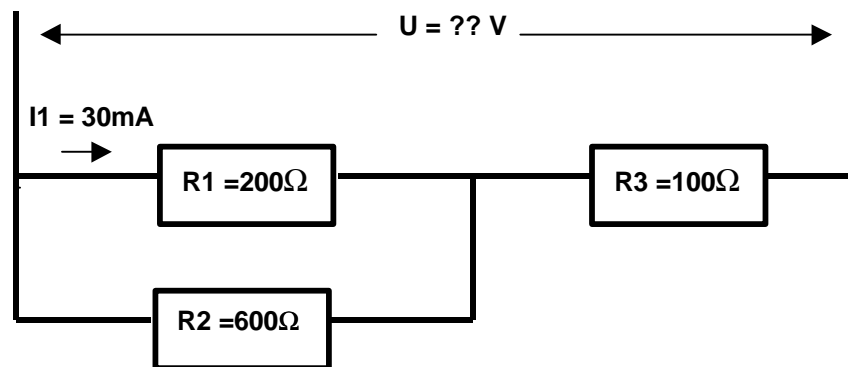 U = ?? V
I1 = 30mA
R1 =200Ω
R3 =100Ω
R2 =600Ω